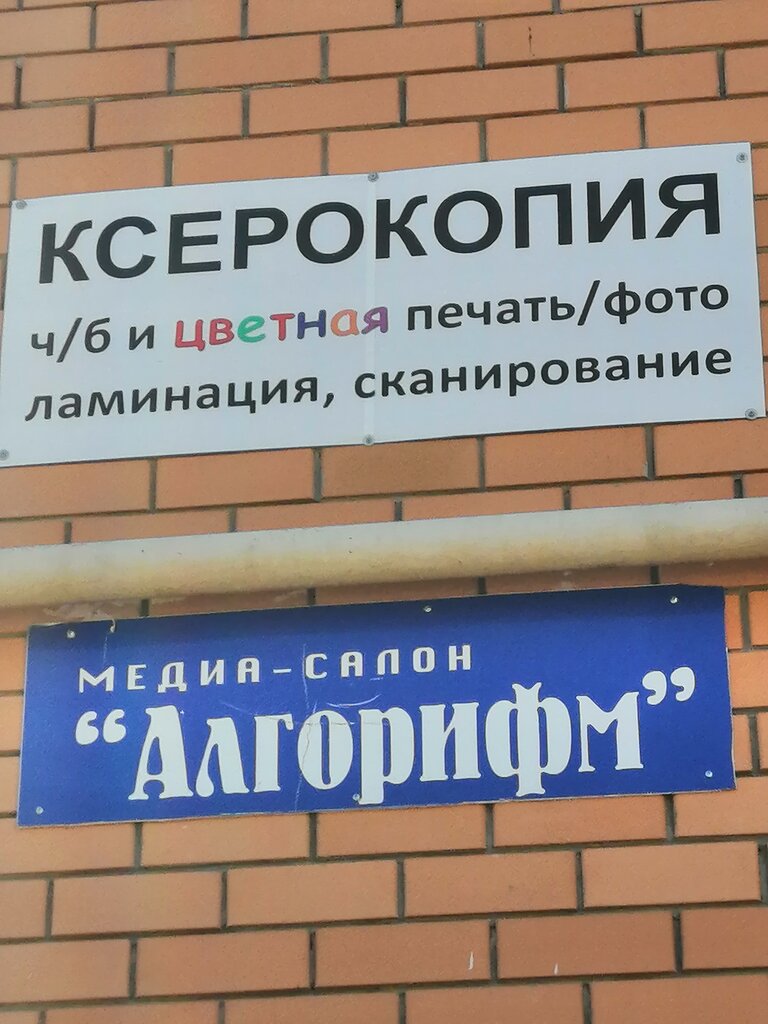 КСЕРОКОПИЯ
ч/б и цветная печать/фото
ламинация, сканирование
МЕДИА-САЛОН
“Алгорифм”